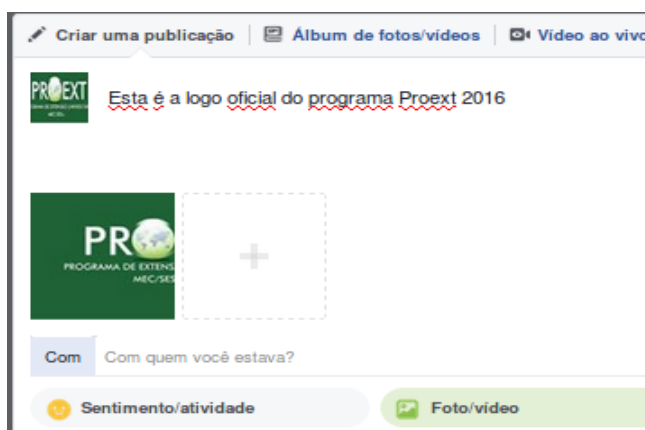 Criar uma publicação Álbum de fotos/vídeos Vídeo ao vivo
PROEXT
Esta é a logo oficial do programa Proext 2016
PRO
PROGRAMA DE EXTENS
MEC/SES
Com Com quem você estava?
Sentimento/atividade Foto/vídeo